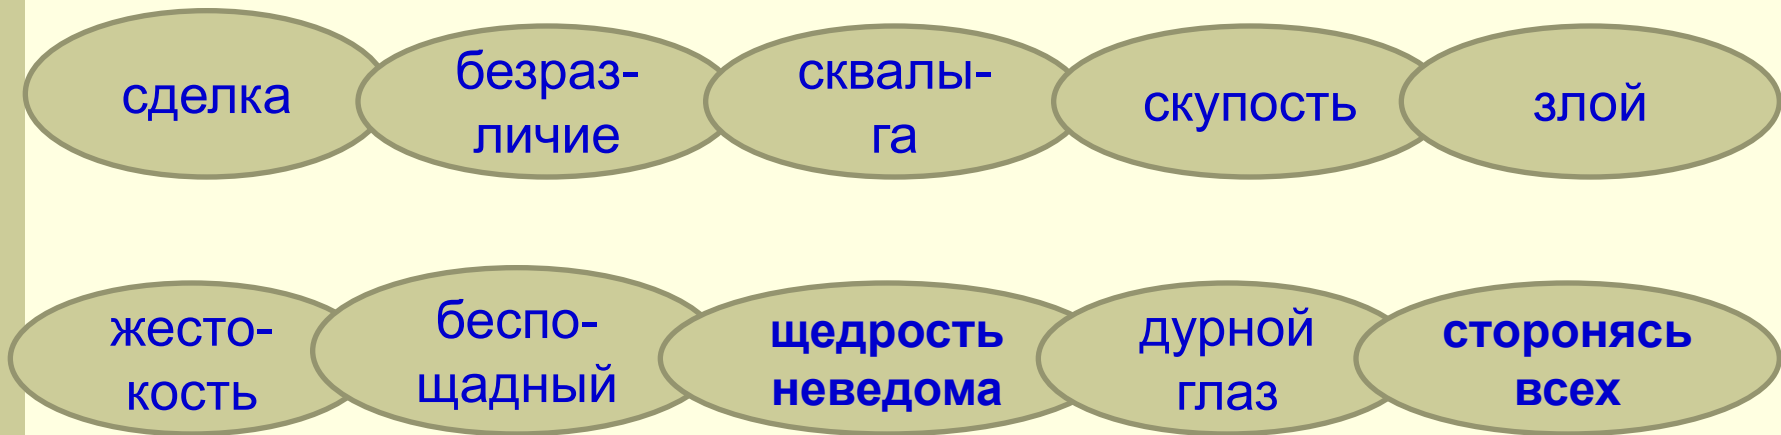 сделка
безраз-
личие
сквалы-
га
скупость
злой
жесто-
кость
беспо-
щадный
щедрость
неведома
дурной
глаз
сторонясь
всех